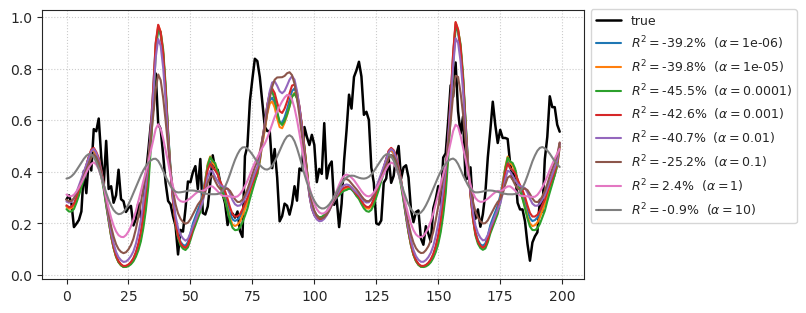 1.0
0.8
0.6
0.4
0.2
0.0
0 25 50 75 100 125 150 175 200
true
R² = -39.2% (α = 1e-06)
R² = -39.8% (α = 1e-05)
R² = -45.5% (α = 0.0001)
R² = -42.6% (α = 0.001)
R² = -40.7% (α = 0.01)
R² = -25.2% (α = 0.1)
R² = 2.4% (α = 1)
R² = -0.9% (α = 10)